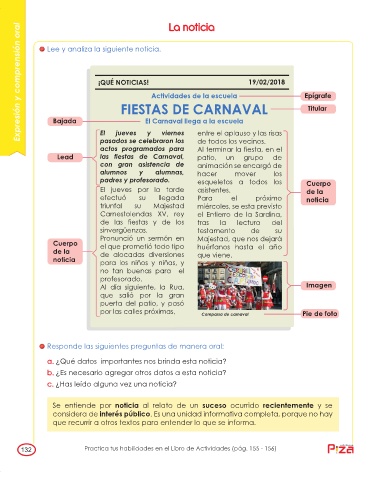 La noticia
Expresión y comprensión oral
Lee y analiza la siguiente noticia.
¡QUÉ NOTICIAS!
19/02/2018
Actividades de la escuela
Epígrafe
FIESTAS DE CARNAVAL
Titular
Bajada
El Carnaval llega a la escuela
Lead
El jueves y viernes
pasados se celebraron los
actos programados para
las fiestas de Carnaval,
con gran asistencia de
alumnos y alumnas,
padres y profesorado.
El jueves por la tarde
efectuó su llegada
triunfal su Majestad
Carnestolendas XV, rey
de las fiestas y de los
sinvergüenzas.
Pronunció un sermón en
el que prometió todo tipo
de alocadas diversiones
para los niños y niñas, y
no tan buenas para el
profesorado.
Al día siguiente, la Rua,
que salió por la gran
puerta del patio, y pasó
por las calles próximas.
Cuerpo
de la
noticia
entre el aplauso y las risas
de todos los vecinos.
Al terminar la fiesta, en el
patio, un grupo de
animación se encargó de
hacer mover los
esqueletos a todos los
asistentes.
Para el próximo
miércoles, se esta previsto
el Entierro de la Sardina,
tras la lectura del
testamento de su
Majestad, que nos dejará
huérfanos hasta el año
que viene.
Cuerpo
de la
noticia
Imagen
Comparsa de carnaval
Pie de foto
Responde las siguientes preguntas de manera oral:
a. ¿Qué datos importantes nos brinda esta noticia?
b. ¿Es necesario agregar otros datos a esta noticia?
c. ¿Has leído alguna vez una noticia?
Se entiende por noticia al relato de un suceso ocurrido recientemente y se
considera de interés público. Es una unidad informativa completa, porque no hay
que recurrir a otros textos para entender lo que se informa.
132
Practica tus habilidades en el Libro de Actividades (pág. 155 - 156)